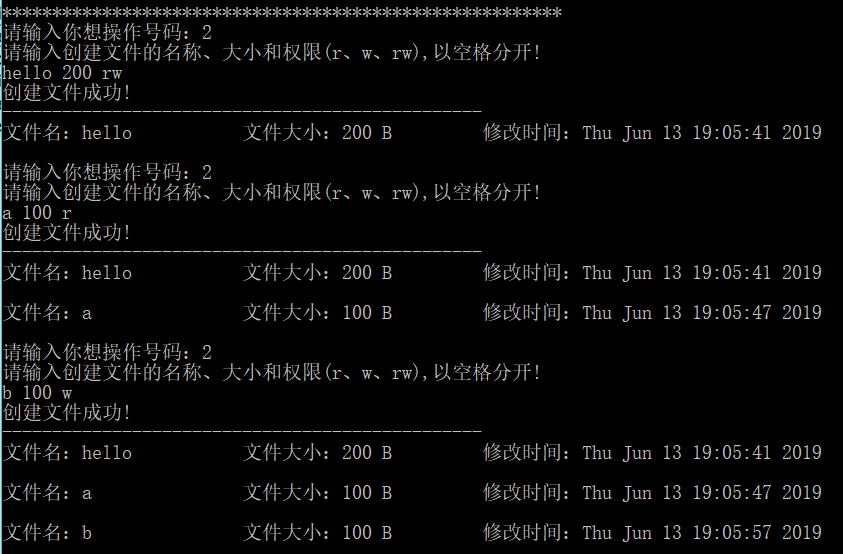 ********************************************************
请输入你想操作号码：2
请输入创建文件的名称、大小和权限(r、w、rw),以空格分开!
hello 200 rw
创建文件成功!
------------------------------------------------
文件名：hello 文件大小：200 B 修改时间：Thu Jun 13 19:05:41 2019
请输入你想操作号码：2
请输入创建文件的名称、大小和权限(r、w、rw),以空格分开!
a 100 r
创建文件成功!
------------------------------------------------
文件名：hello 文件大小：200 B 修改时间：Thu Jun 13 19:05:41 2019
文件名：a 文件大小：100 B 修改时间：Thu Jun 13 19:05:47 2019
请输入你想操作号码：2
请输入创建文件的名称、大小和权限(r、w、rw),以空格分开!
b 100 w
创建文件成功!
------------------------------------------------
文件名：hello 文件大小：200 B 修改时间：Thu Jun 13 19:05:41 2019
文件名：a 文件大小：100 B 修改时间：Thu Jun 13 19:05:47 2019
文件名：b 文件大小：100 B 修改时间：Thu Jun 13 19:05:57 2019